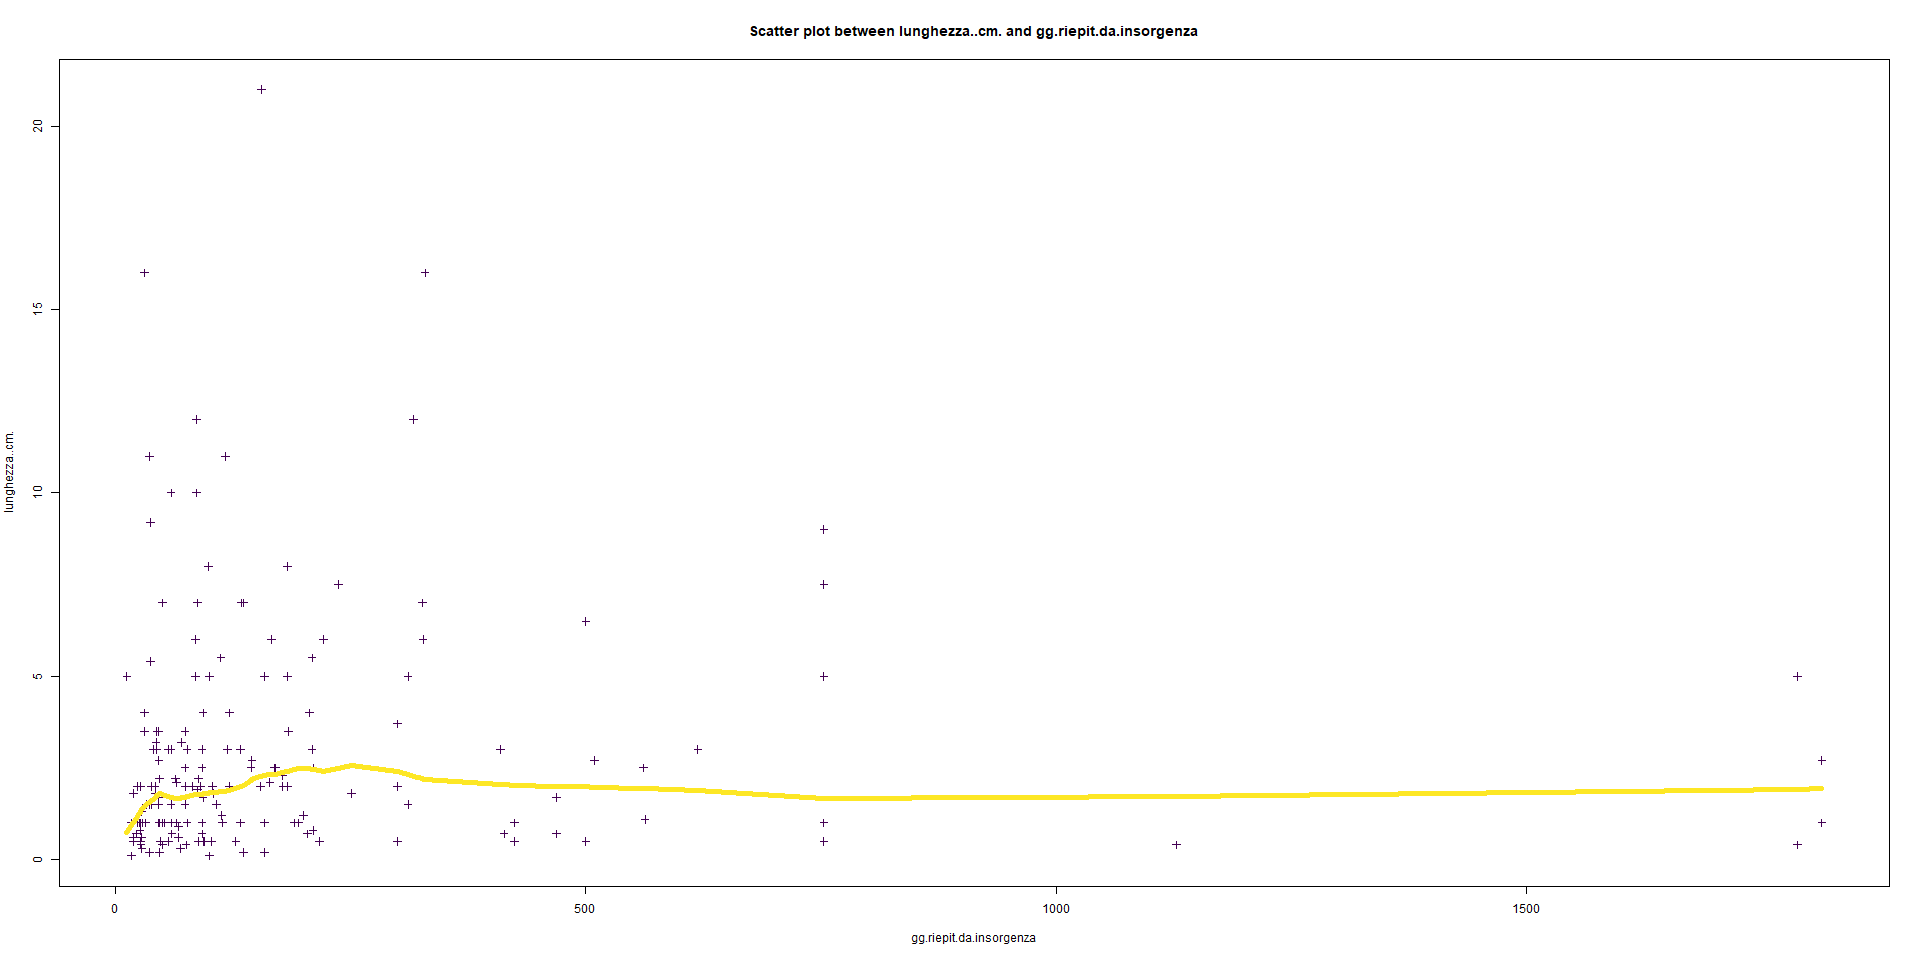 Scatter plot between lunghezza..cm. and gg.riepit.da.insorgenza
20
15
10
5
0
lunghezza..cm.
0 500 1000 1500
gg.riepit.da.insorgenza